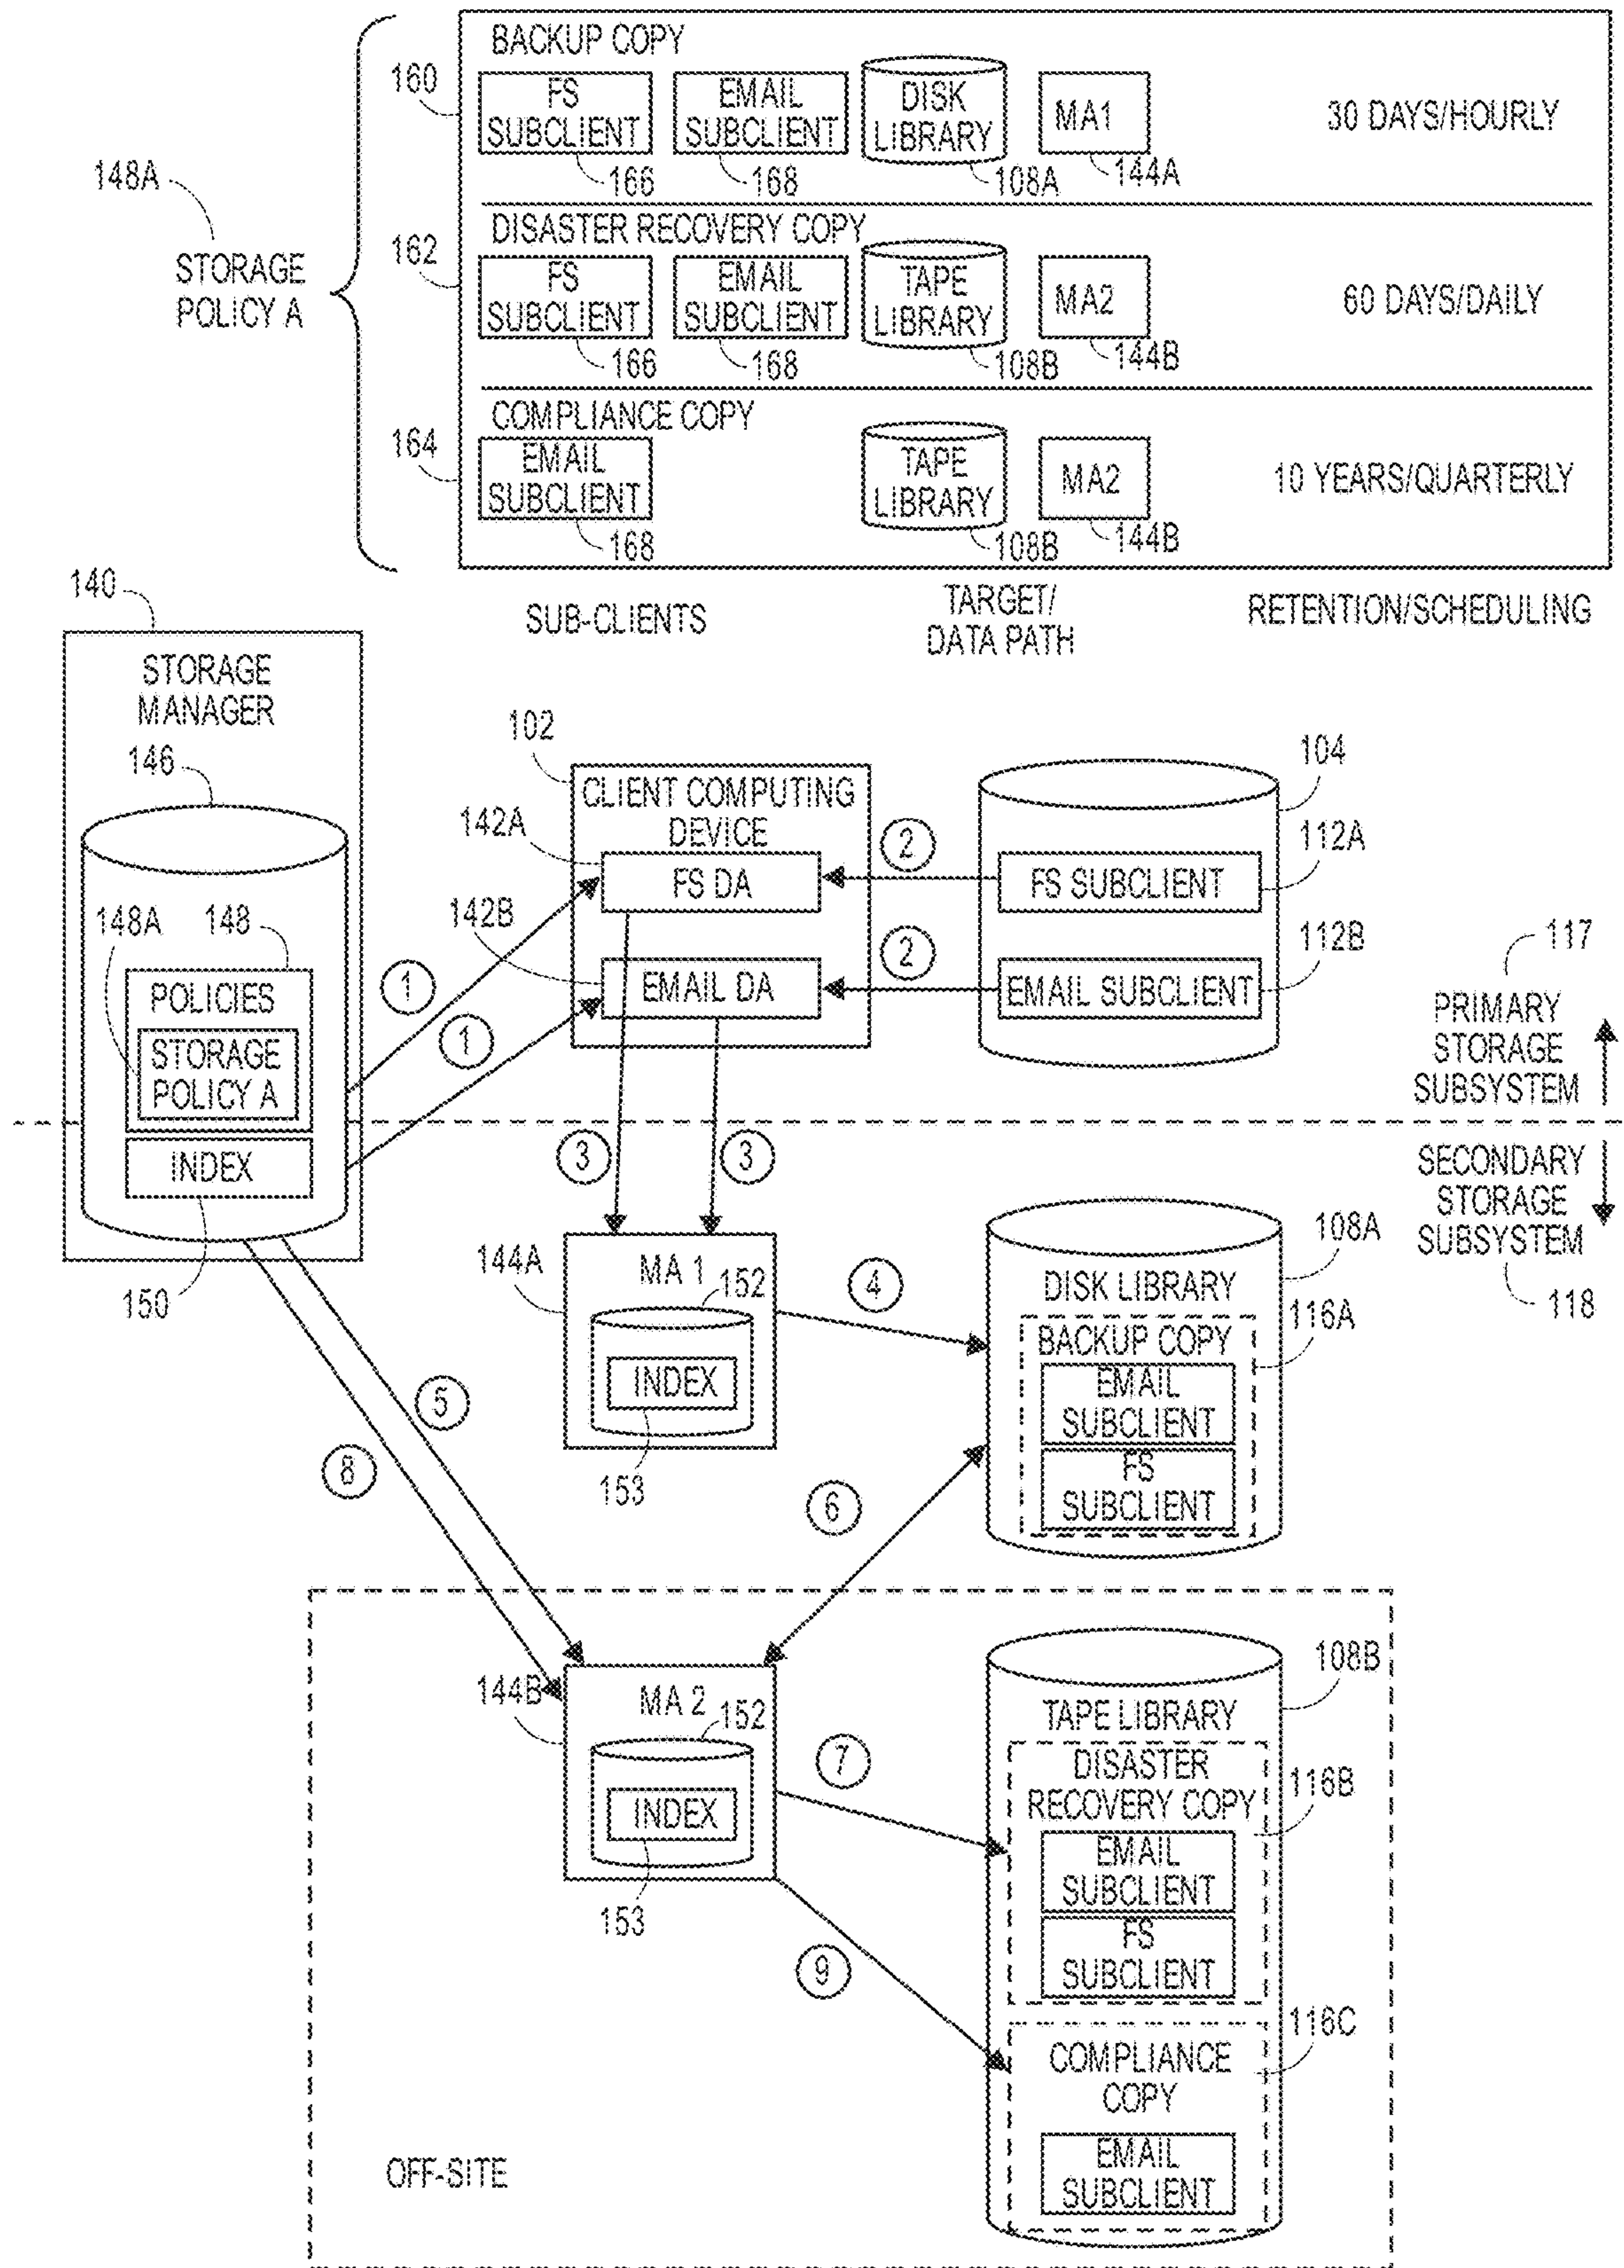 BACKUP COPY
160
FS
SUBCLIENT
166
EMAIL
SUBCLIENT
168
DISK
LIBRARY
108A
MA1
144A
30 DAYS/HOURLY
148A
STORAGE
POLICY A
DISASTER RECOVERY COPY
162
FS
SUBCLIENT
166
EMAIL
SUBCLIENT
168
TAPE
LIBRARY
108B
MA2
144B
60 DAYS/DAILY
COMPLIANCE COPY
164
EMAIL
SUBCLIENT
168
TAPE
LIBRARY
108B
MA2
144B
10 YEARS/QUARTERLY
SUB-CLIENTS
TARGET/
DATA PATH
RETENTION/SCHEDULING
140
STORAGE
MANAGER
146
148A
148
POLICIES
STORAGE
POLICY A
INDEX
150
1
1
102
CLIENT COMPUTING
DEVICE
142A
FS DA
142B
EMAIL DA
2
2
104
112A
FS SUBCLIENT
112B
EMAIL SUBCLIENT
117
PRIMARY
STORAGE
SUBSYSTEM
SECONDARY
STORAGE
SUBSYSTEM
118
3
3
144A
MA 1
152
INDEX
153
4
108A
DISK LIBRARY
116A
BACKUP COPY
EMAIL
SUBCLIENT
FS
SUBCLIENT
5
8
6
144B
MA 2
152
INDEX
153
7
9
108B
TAPE LIBRARY
DISASTER
RECOVERY COPY
116B
EMAIL
SUBCLIENT
FS
SUBCLIENT
116C
COMPLIANCE
COPY
EMAIL
SUBCLIENT
OFF-SITE